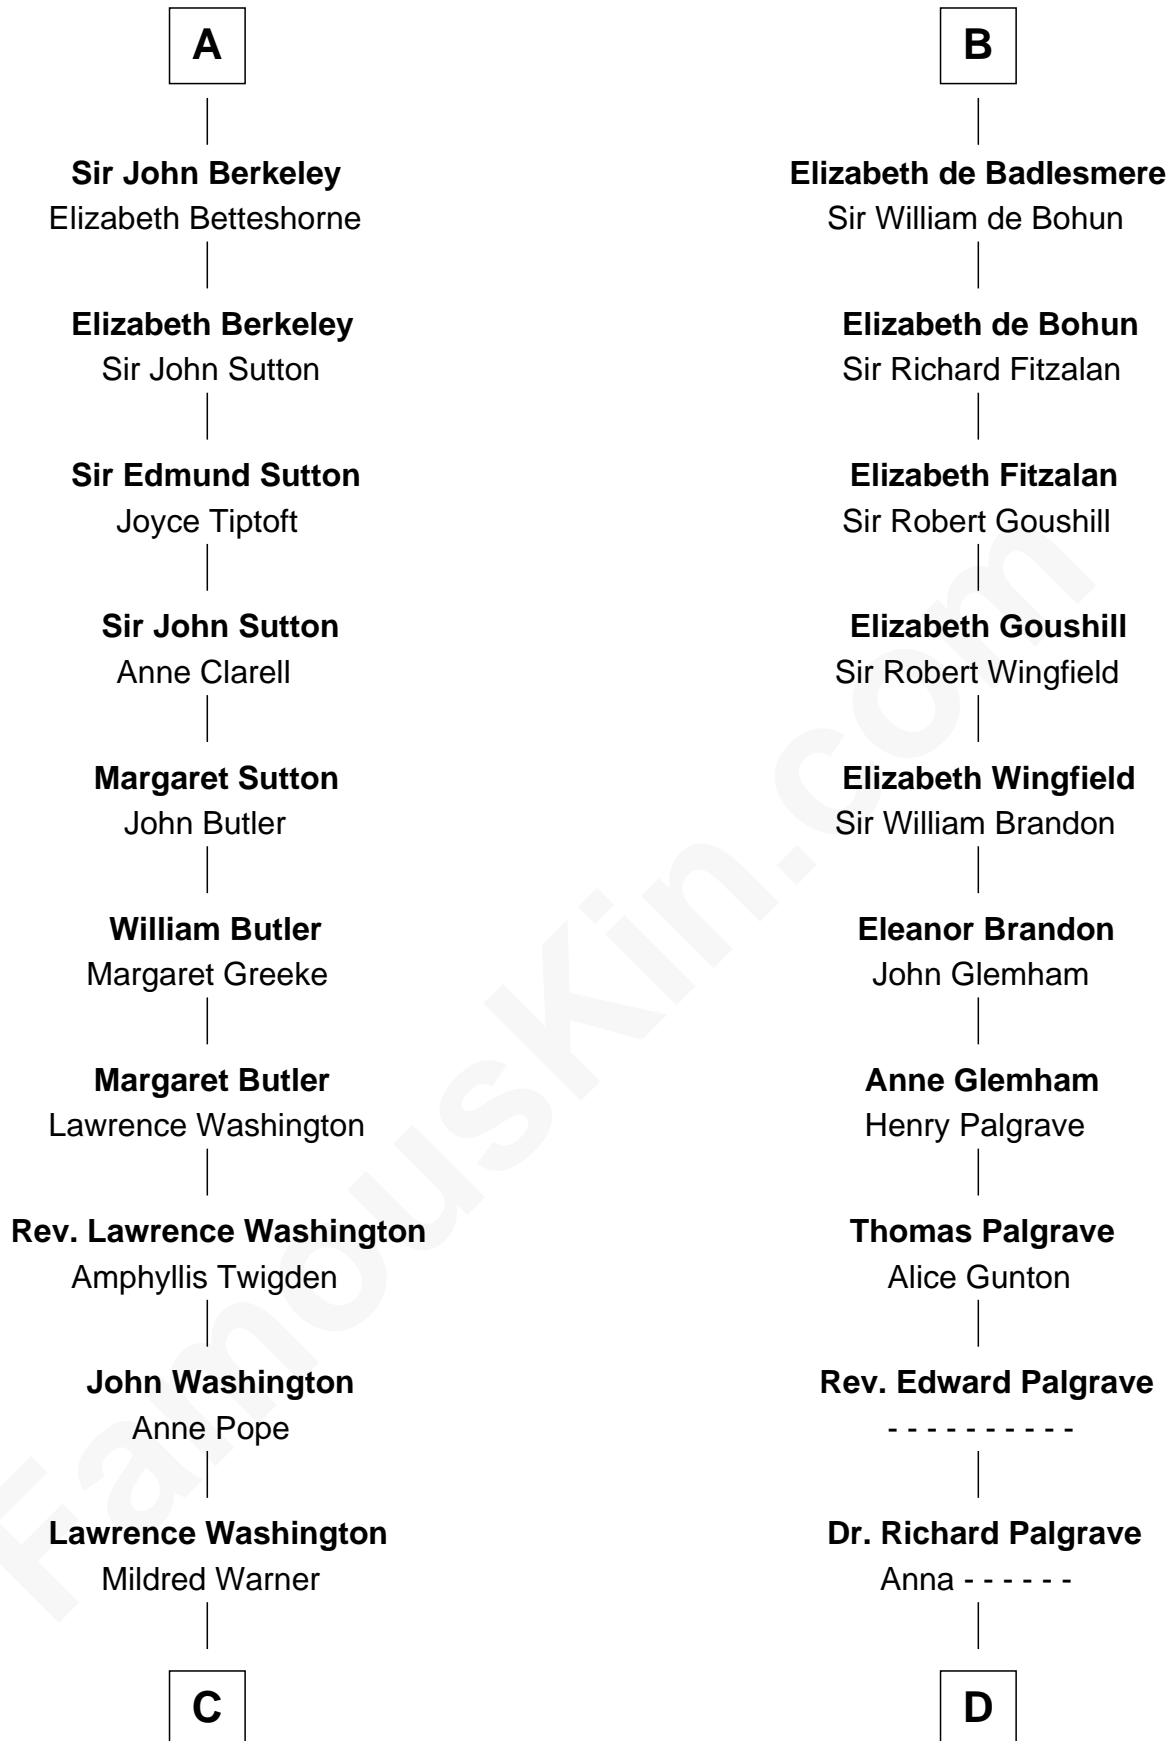 A
Sir John Berkeley
Elizabeth Betteshorne
Elizabeth Berkeley
Sir John Sutton
Sir Edmund Sutton
Joyce Tiptoft
Sir John Sutton
Anne Clarell
Margaret Sutton
John Butler
William Butler
Margaret Greeke
Margaret Butler
Lawrence Washington
Rev. Lawrence Washington
Amphyllis Twigden
John Washington
Anne Pope
Lawrence Washington
Mildred Warner
C
B
Elizabeth de Badlesmere
Sir William de Bohun
Elizabeth de Bohun
Sir Richard Fitzalan
Elizabeth Fitzalan
Sir Robert Goushill
Elizabeth Goushill
Sir Robert Wingfield
Elizabeth Wingfield
Sir William Brandon
Eleanor Brandon
John Glemham
Anne Glemham
Henry Palgrave
Thomas Palgrave
Alice Gunton
Rev. Edward Palgrave
- - - - - - - - - -
Dr. Richard Palgrave
Anna - - - - - -
D
FamousKin.com